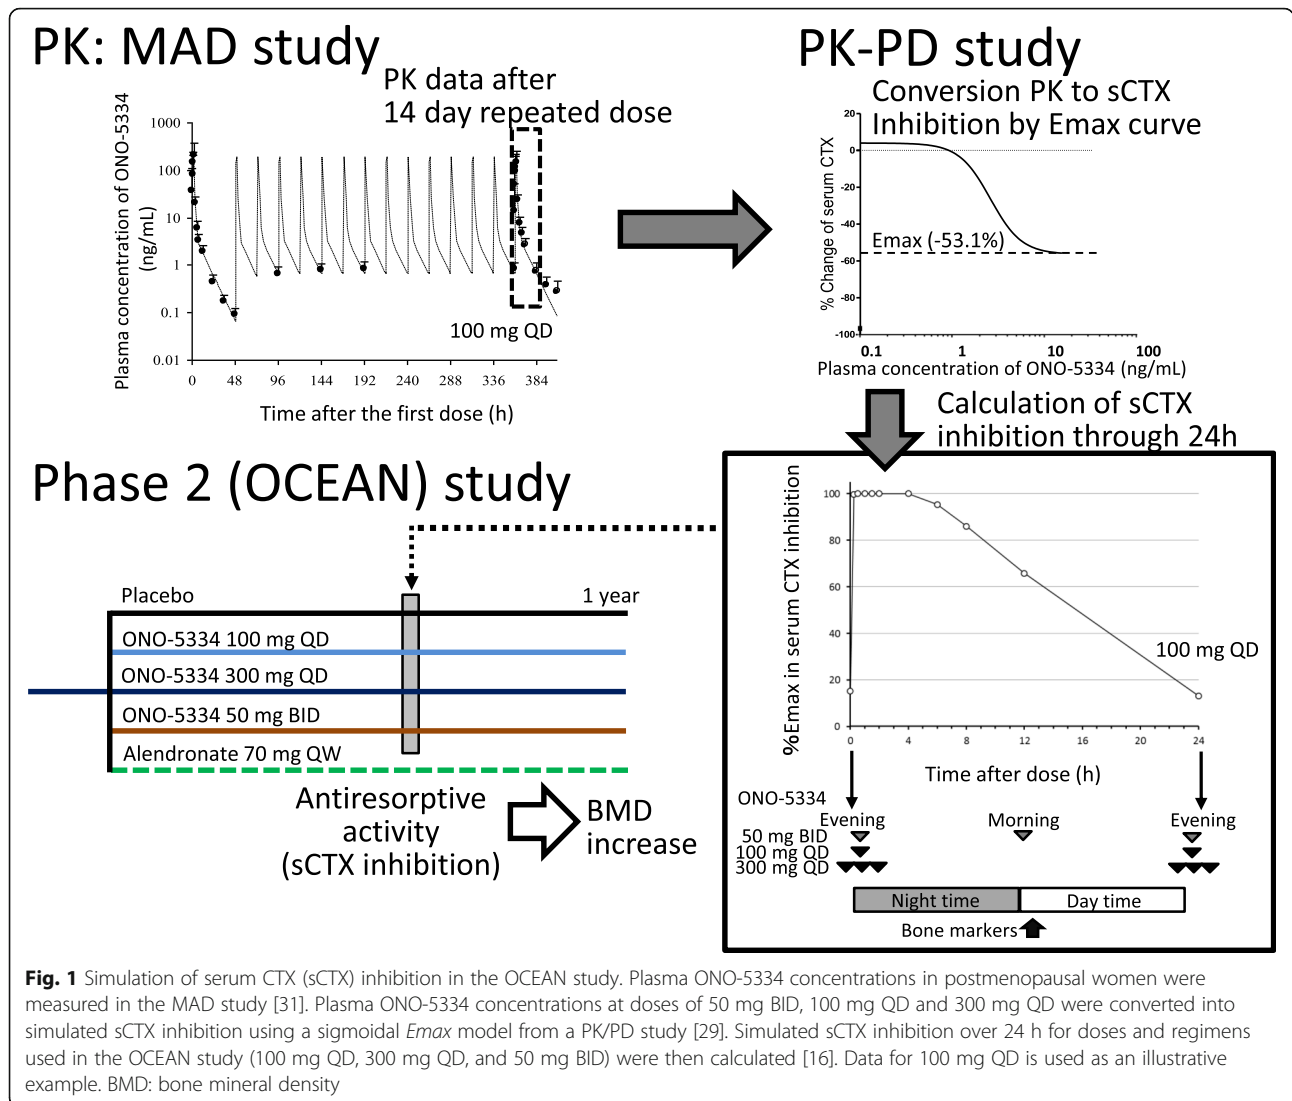 PK: MAD study
PK data after
14 day repeated dose
Plasma concentration of ONO-5334
(ng/mL)
1000
100
10
1
0.1
0.01
100 mg QD
0 48 96 144 192 240 288 336 384
Time after the first dose (h)
PK-PD study
Conversion PK to sCTX
Inhibition by Emax curve
% Change of serum CTX
20
0
-20
-40
-60
-80
-100
Emax (-53.1%)
0.1 1 10 100
Plasma concentration of ONO-5334 (ng/mL)
Calculation of sCTX
inhibition through 24h
Phase 2 (OCEAN) study
Placebo 1 year
ONO-5334 100 mg QD
ONO-5334 300 mg QD
ONO-5334 50 mg BID
Alendronate 70 mg QW
Antiresorptive
activity
(sCTX inhibition)
BMD
increase
%Emax in serum CTX inhibition
100
80
60
40
20
0
100 mg QD
0 4 8 12 16 20 24
Time after dose (h)
ONO-5334
Evening Morning Evening
50 mg BID
100 mg QD
300 mg QD
Night time Day time
Bone markers
Fig. 1 Simulation of serum CTX (sCTX) inhibition in the OCEAN study. Plasma ONO-5334 concentrations in postmenopausal women were
measured in the MAD study [31]. Plasma ONO-5334 concentrations at doses of 50 mg BID, 100 mg QD and 300 mg QD were converted into
simulated sCTX inhibition using a sigmoidal Emax model from a PK/PD study [29]. Simulated sCTX inhibition over 24 h for doses and regimens
used in the OCEAN study (100 mg QD, 300 mg QD, and 50 mg BID) were then calculated [16]. Data for 100 mg QD is used as an illustrative
example. BMD: bone mineral density